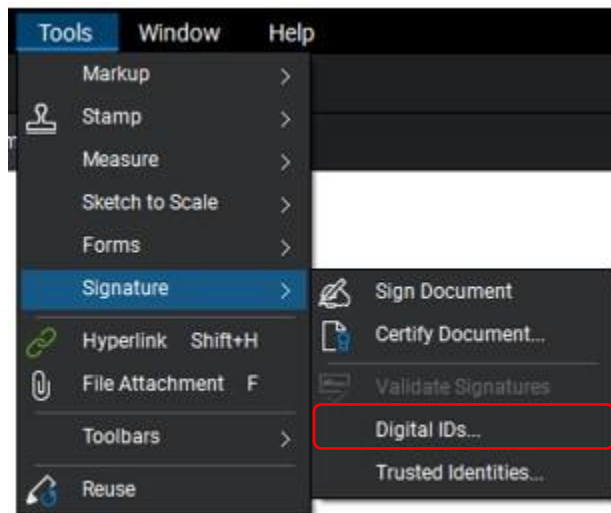 Tools Window Help
Markup
Stamp
Measure
Sketch to Scale
Forms
Signature
Hyperlink Shift+H
File Attachment F
Toolbars
Reuse
Sign Document
Certify Document...
Validate Signatures
Digital IDs...
Trusted Identities...